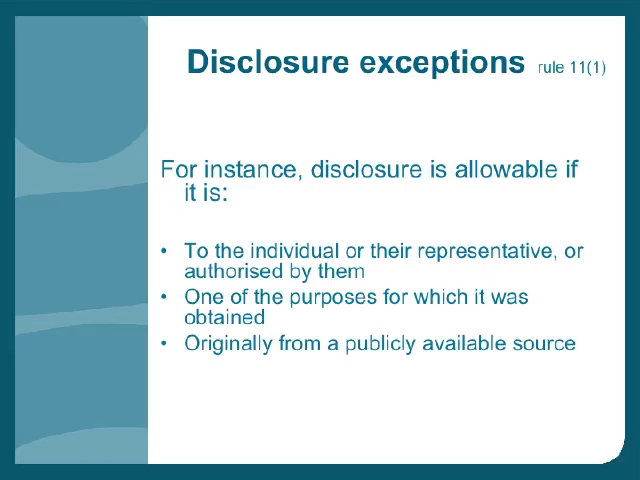 Disclosure exceptions rule 11(1)
For instance, disclosure is allowable if
it is:
• To the individual or their representative, or
authorised by them
• One of the purposes for which it was
obtained
• Originally from a publicly available source